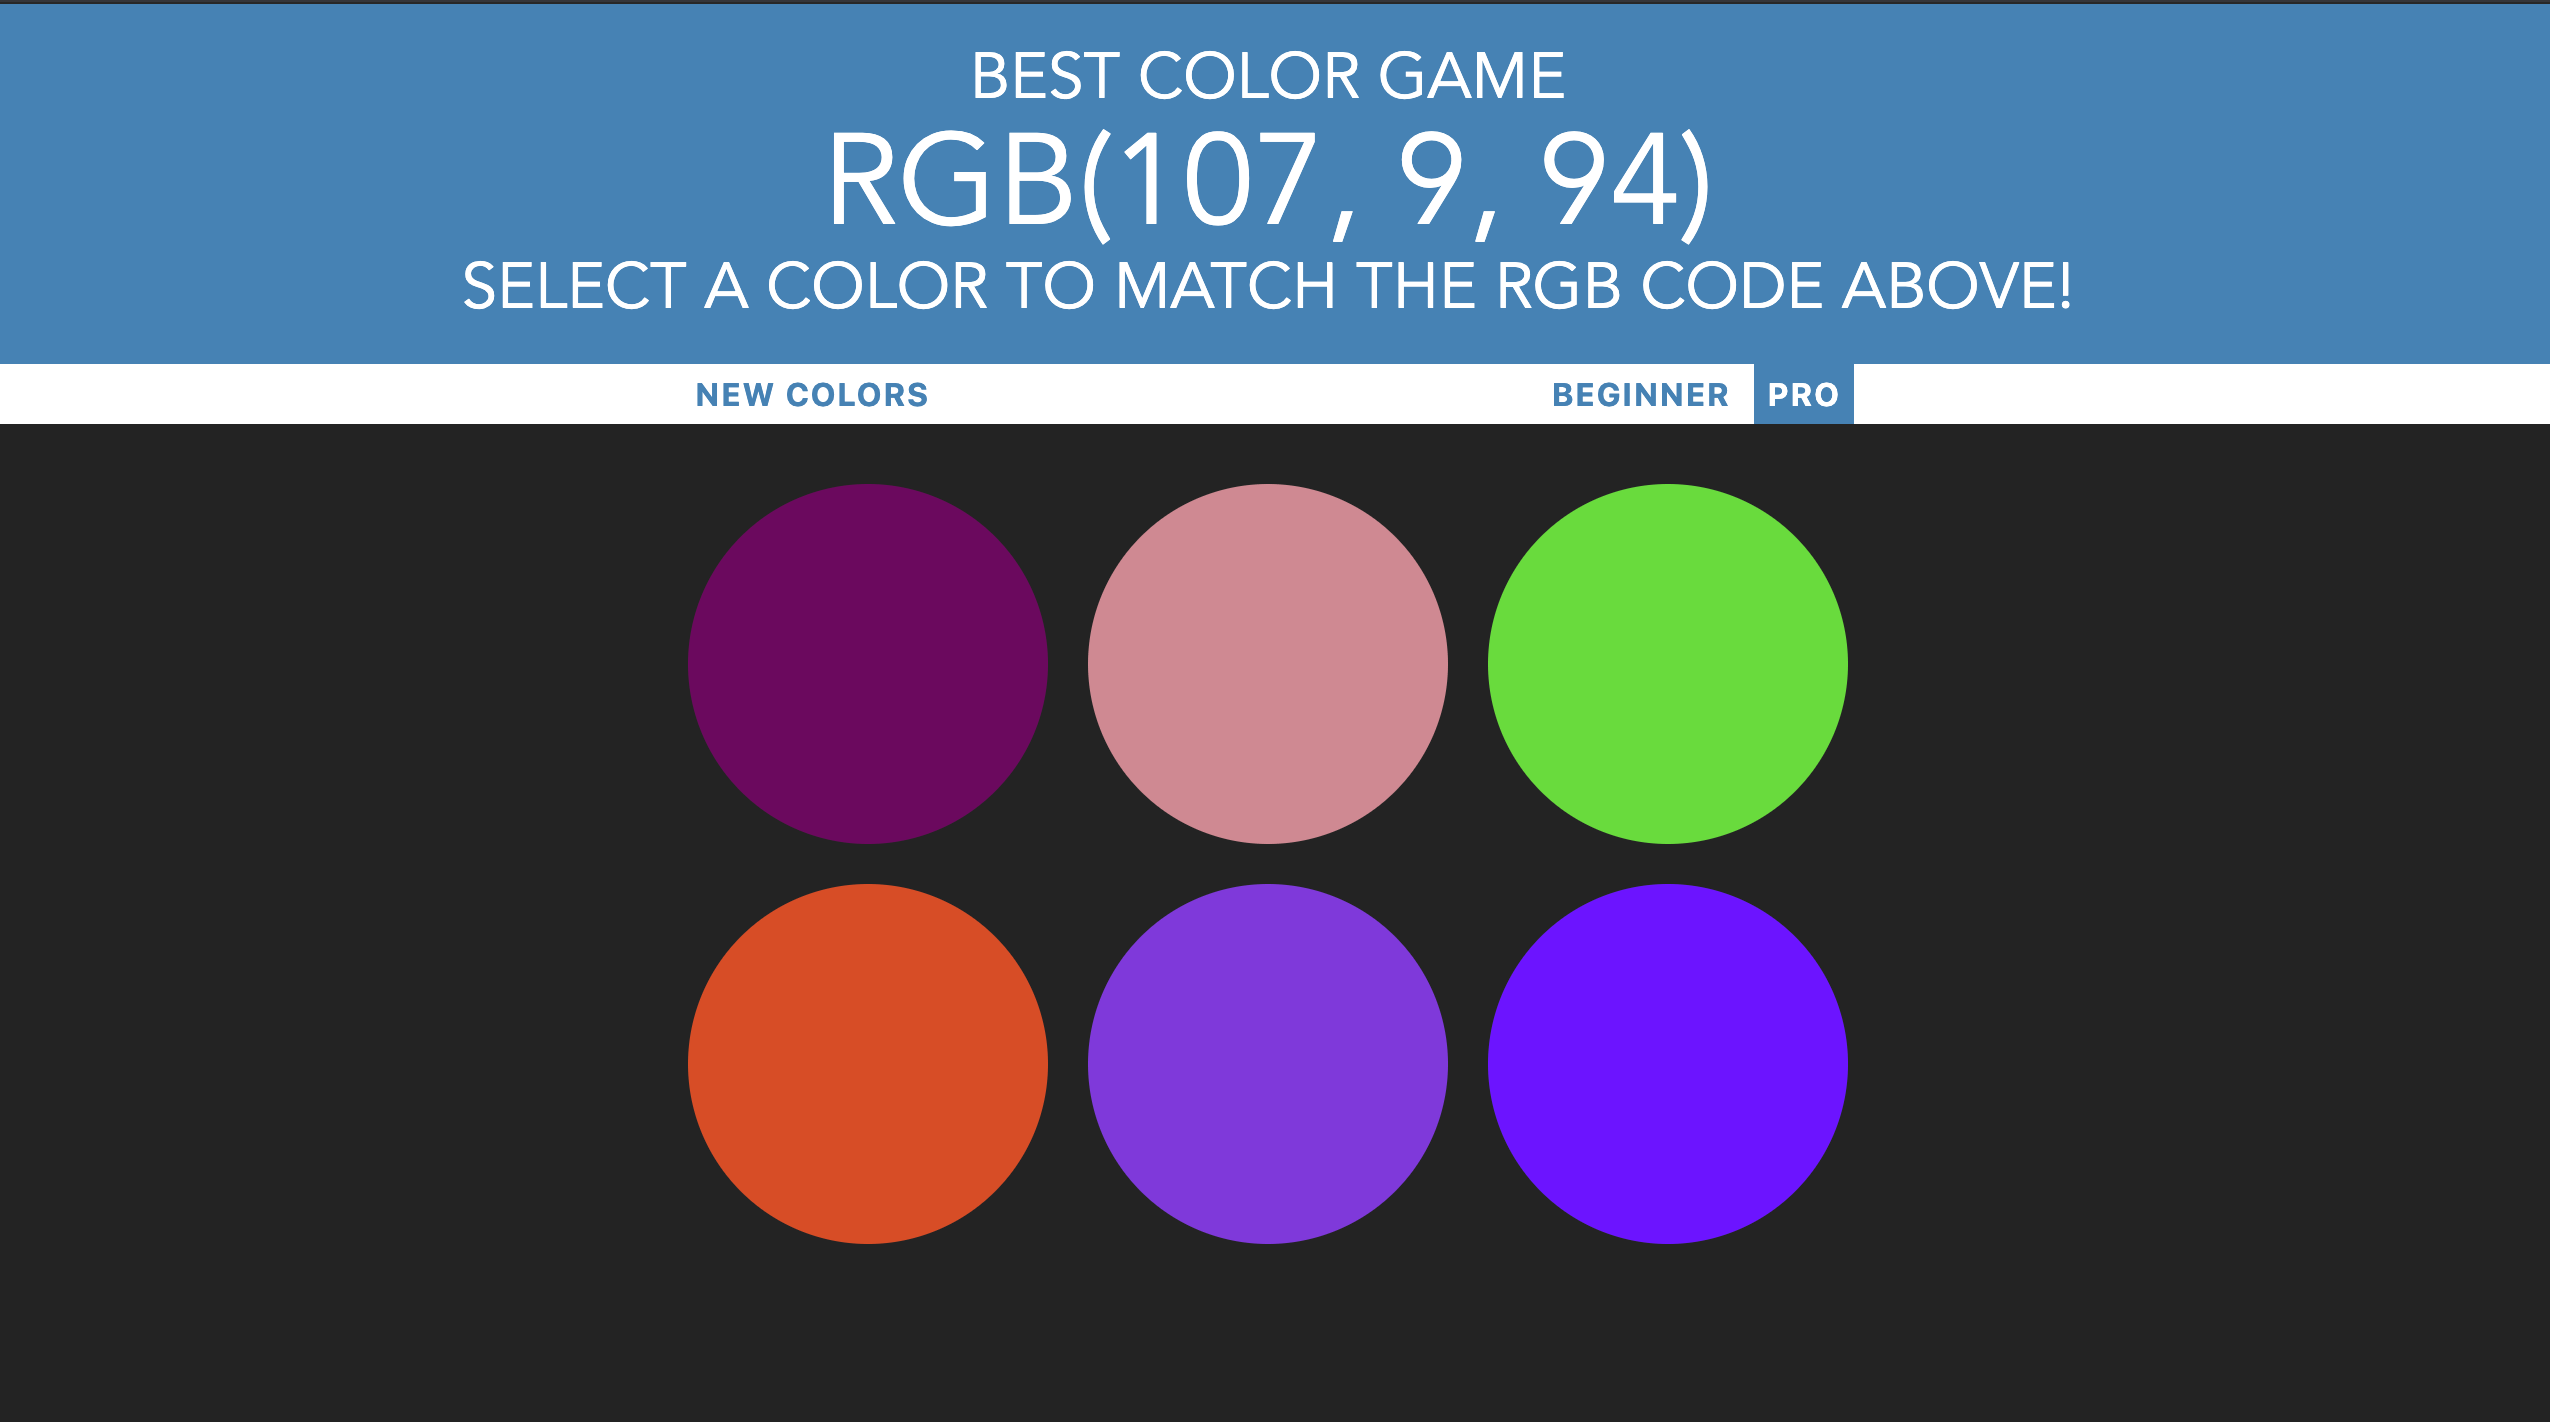 BEST COLOR GAME
RGB(107, 9, 94)
SELECT A COLOR TO MATCH THE RGB CODE ABOVE!
NEW COLORS BEGINNER PRO